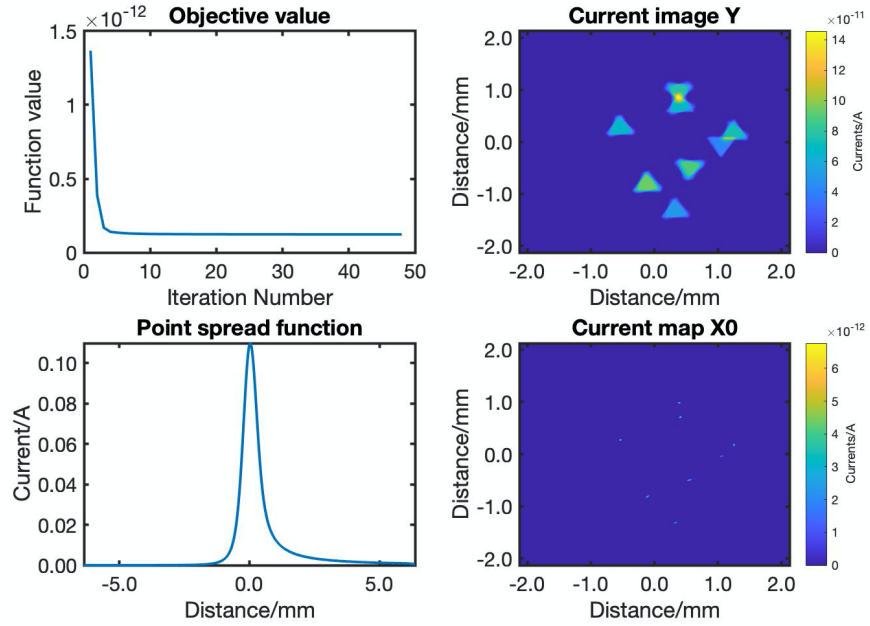 Objective value
×10⁻¹²
1.5
1
0.5
0
Function value
0 10 20 30 40 50
Iteration Number
Current image Y
2.0
1.0
0.0
-1.0
-2.0
Distance/mm
-2.0 -1.0 0.0 1.0 2.0
Distance/mm
×10⁻¹¹
14
12
10
8
6
4
2
0
Currents/A
Point spread function
0.10
0.08
0.06
0.04
0.02
0.00
Current/A
-5.0 0.0 5.0
Distance/mm
Current map X0
2.0
1.0
0.0
-1.0
-2.0
Distance/mm
-2.0 -1.0 0.0 1.0 2.0
Distance/mm
×10⁻¹²
6
5
4
3
2
1
0
Currents/A